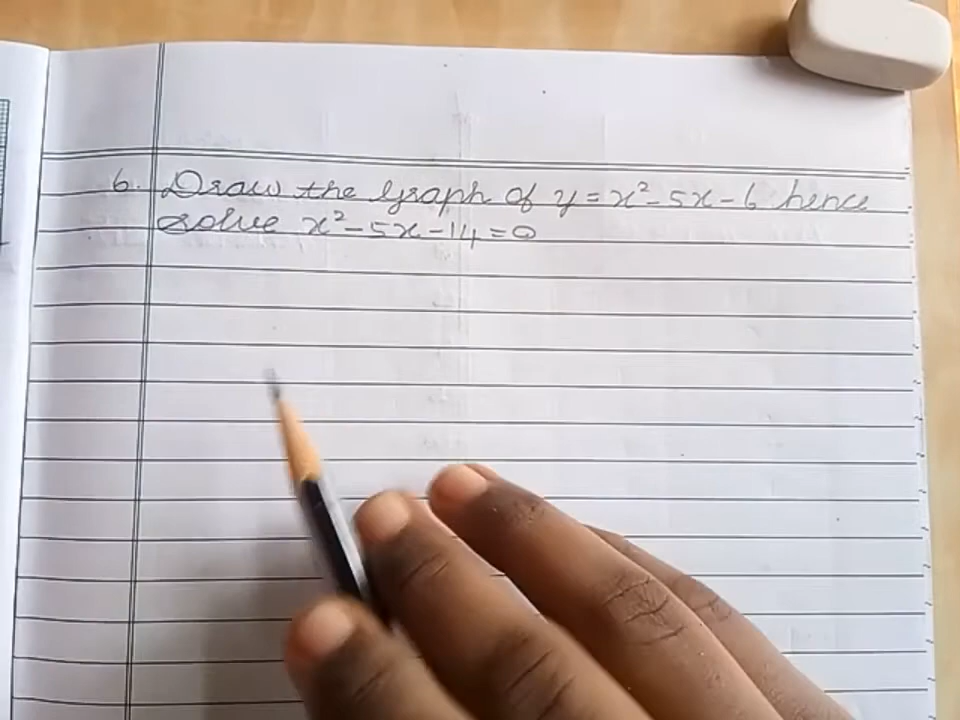 6. Draw the graph of y = x² - 5x - 6 hence
solve x² - 5x - 14 = 0